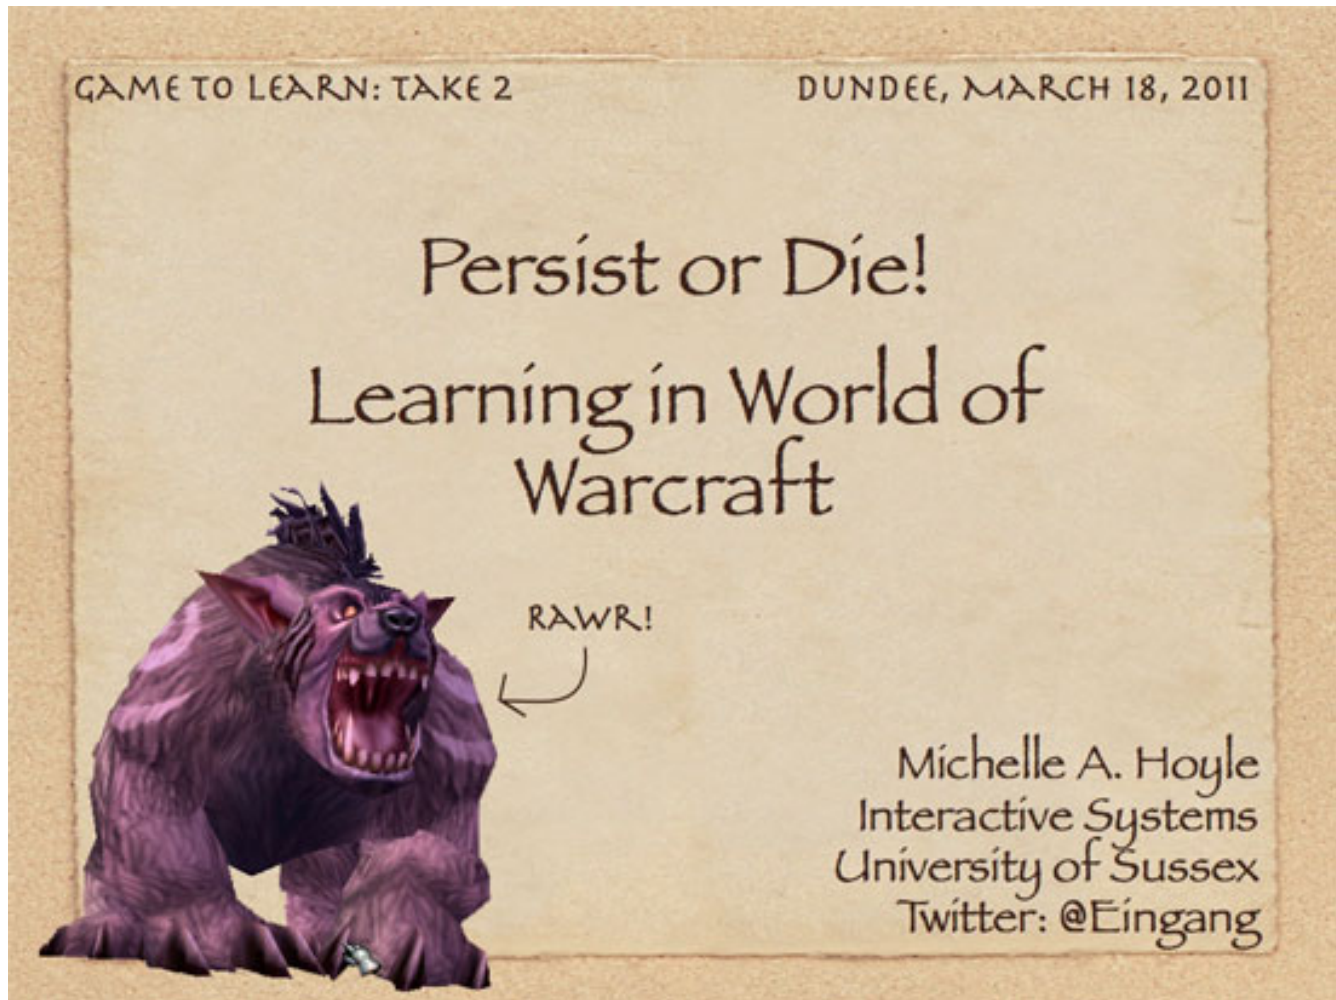 GAME TO LEARN: TAKE 2
DUNDEE, MARCH 18, 2011
Persist or Die!
Learning in World of
Warcraft
RAWR!
Michelle A. Hoyle
Interactive Systems
University of Sussex
Twitter: @Eingang